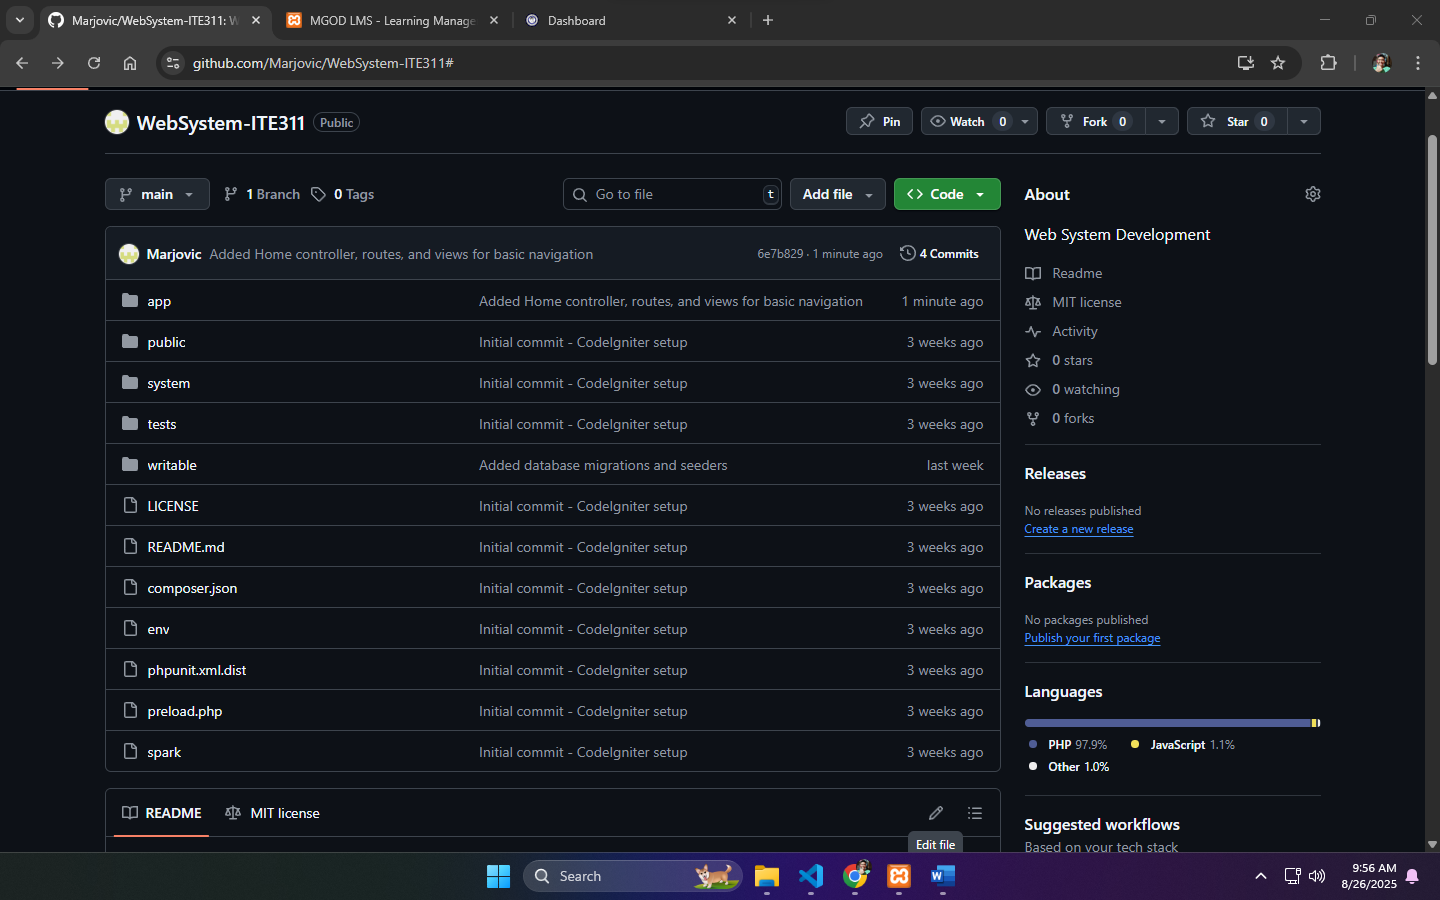 Marjovic/WebSystem-ITE311: W
MGOD LMS - Learning Manage
Dashboard
github.com/Marjovic/WebSystem-ITE311#
WebSystem-ITE311 Public
Pin
Watch 0
Fork 0
Star 0
main
1 Branch
0 Tags
Go to file
t
Add file
Code
Marjovic Added Home controller, routes, and views for basic navigation 6e7b829 · 1 minute ago 4 Commits
app Added Home controller, routes, and views for basic navigation 1 minute ago
public Initial commit - CodeIgniter setup 3 weeks ago
system Initial commit - CodeIgniter setup 3 weeks ago
tests Initial commit - CodeIgniter setup 3 weeks ago
writable Added database migrations and seeders last week
LICENSE Initial commit - CodeIgniter setup 3 weeks ago
README.md Initial commit - CodeIgniter setup 3 weeks ago
composer.json Initial commit - CodeIgniter setup 3 weeks ago
env Initial commit - CodeIgniter setup 3 weeks ago
phpunit.xml.dist Initial commit - CodeIgniter setup 3 weeks ago
preload.php Initial commit - CodeIgniter setup 3 weeks ago
spark Initial commit - CodeIgniter setup 3 weeks ago
README
MIT license
Edit file
About
Web System Development
Readme
MIT license
Activity
0 stars
0 watching
0 forks
Releases
No releases published
Create a new release
Packages
No packages published
Publish your first package
Languages
PHP 97.9%
JavaScript 1.1%
Other 1.0%
Suggested workflows
Based on your tech stack
Search
9:56 AM
8/26/2025